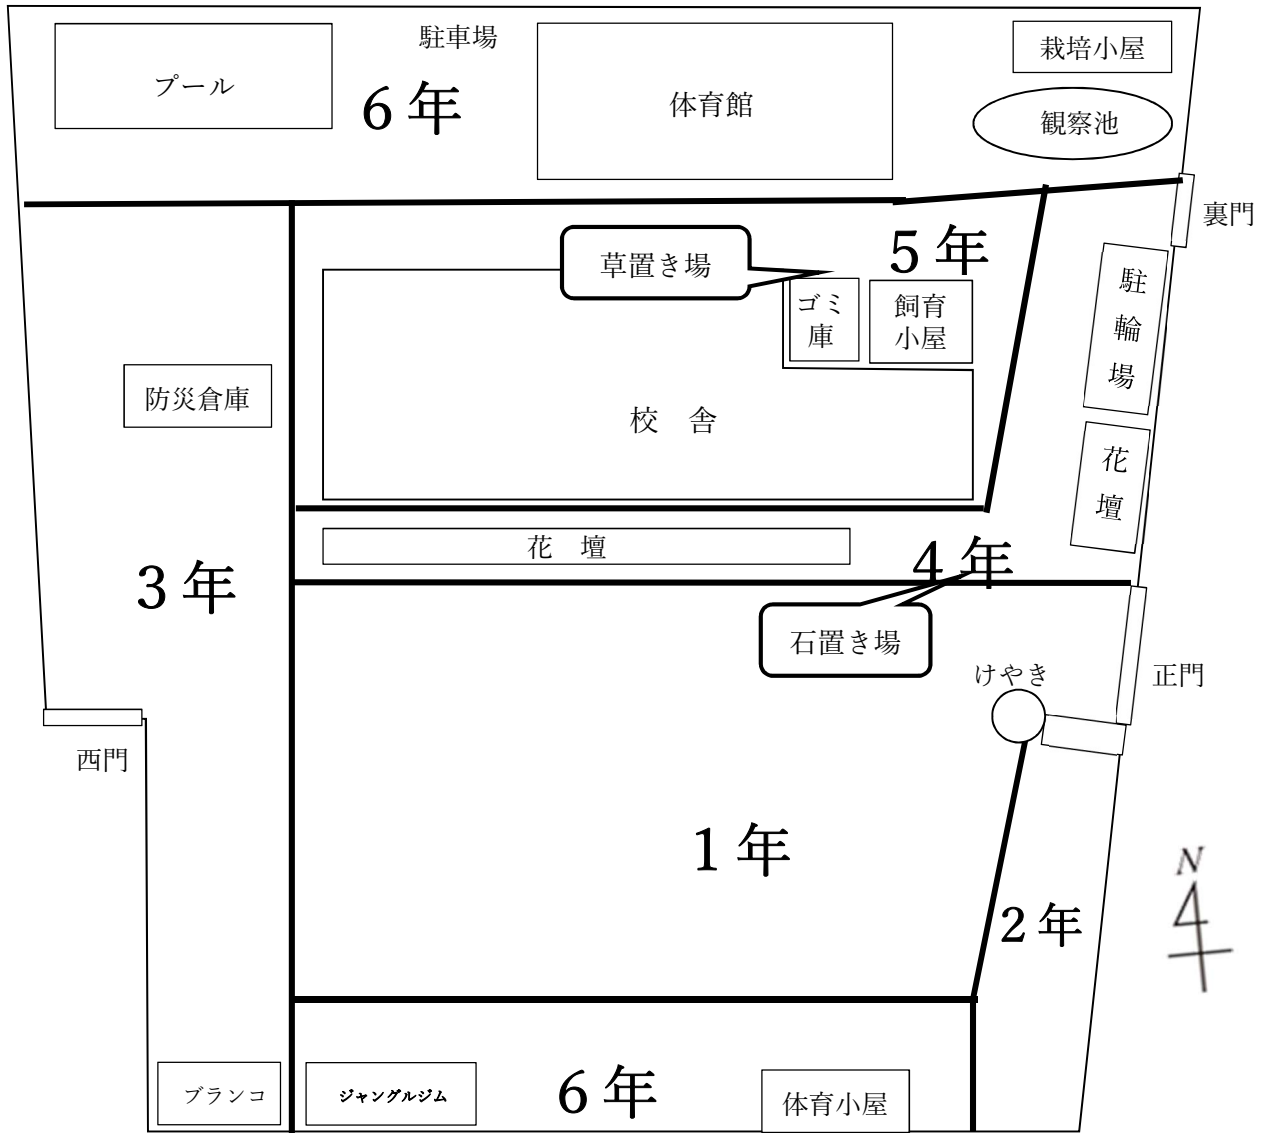 駐車場
プール
6年
体育館
栽培小屋
観察池
裏門
草置き場
5年
ゴミ
庫
飼育
小屋
駐輪場
防災倉庫
校 舎
花壇
花 壇
3年
4年
石置き場
けやき
正門
西門
1年
2年
N
ブランコ
ジャングルジム
6年
体育小屋